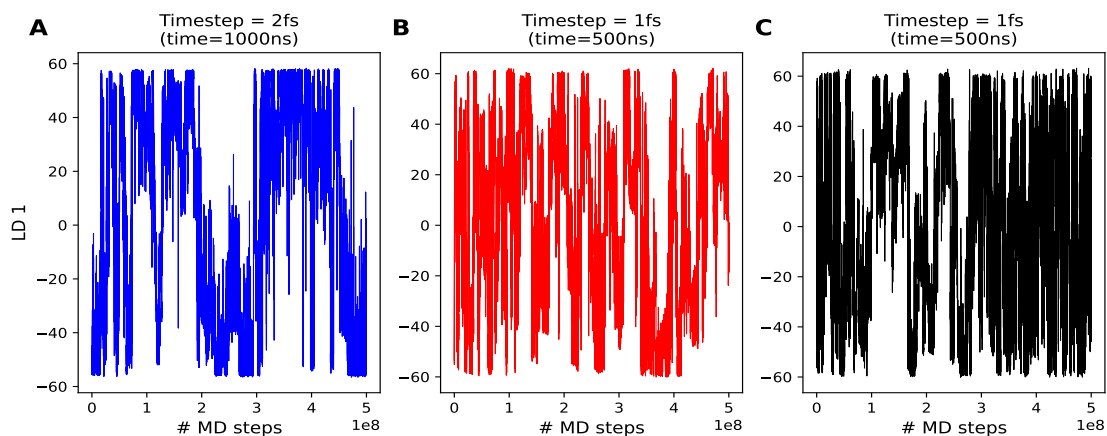 A
Timestep = 2fs
(time=1000ns)
LD 1
60
40
20
0
−20
−40
−60
0 1 2 3 4 5
1e8
# MD steps
B
Timestep = 1fs
(time=500ns)
60
40
20
0
−20
−40
−60
0 1 2 3 4 5
1e8
# MD steps
C
Timestep = 1fs
(time=500ns)
60
40
20
0
−20
−40
−60
0 1 2 3 4 5
1e8
# MD steps